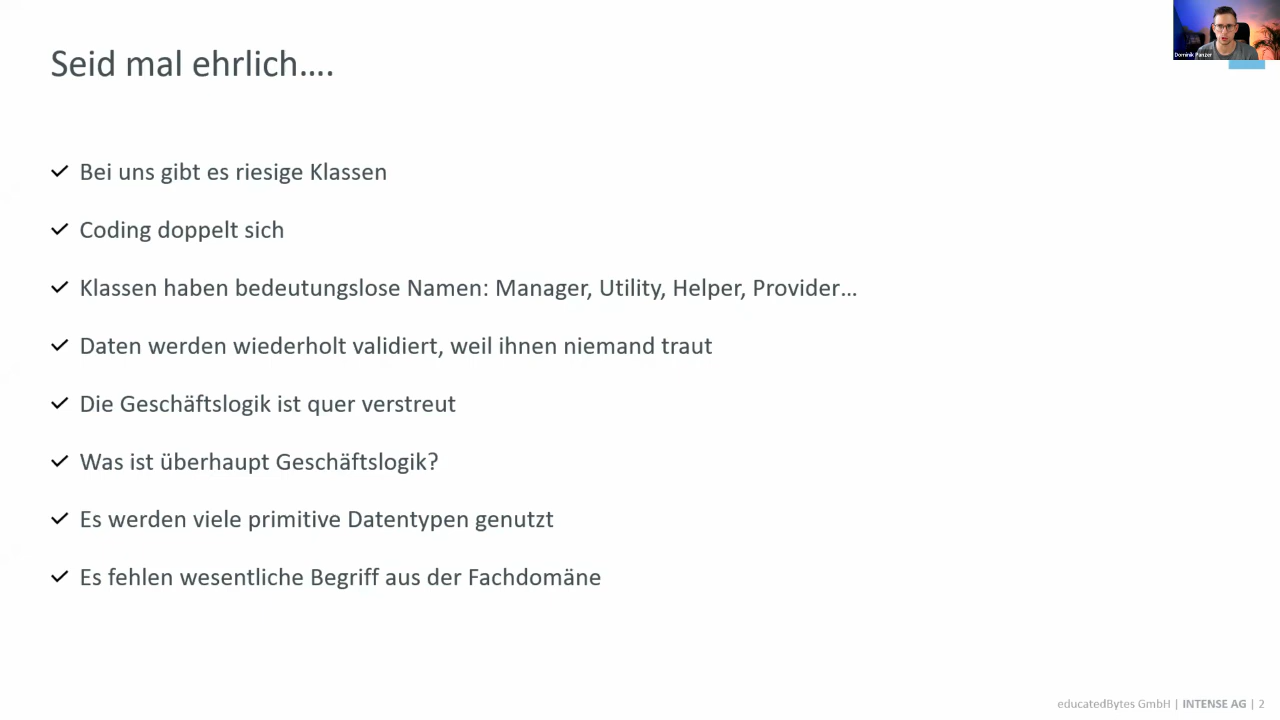 Seid mal ehrlich....
Dominik Panzer
✓ Bei uns gibt es riesige Klassen
✓ Coding doppelt sich
✓ Klassen haben bedeutungslose Namen: Manager, Utility, Helper, Provider…
✓ Daten werden wiederholt validiert, weil ihnen niemand traut
✓ Die Geschäftslogik ist quer verstreut
✓ Was ist überhaupt Geschäftslogik?
✓ Es werden viele primitive Datentypen genutzt
✓ Es fehlen wesentliche Begriff aus der Fachdomäne
educatedBytes GmbH | INTENSE AG | 2